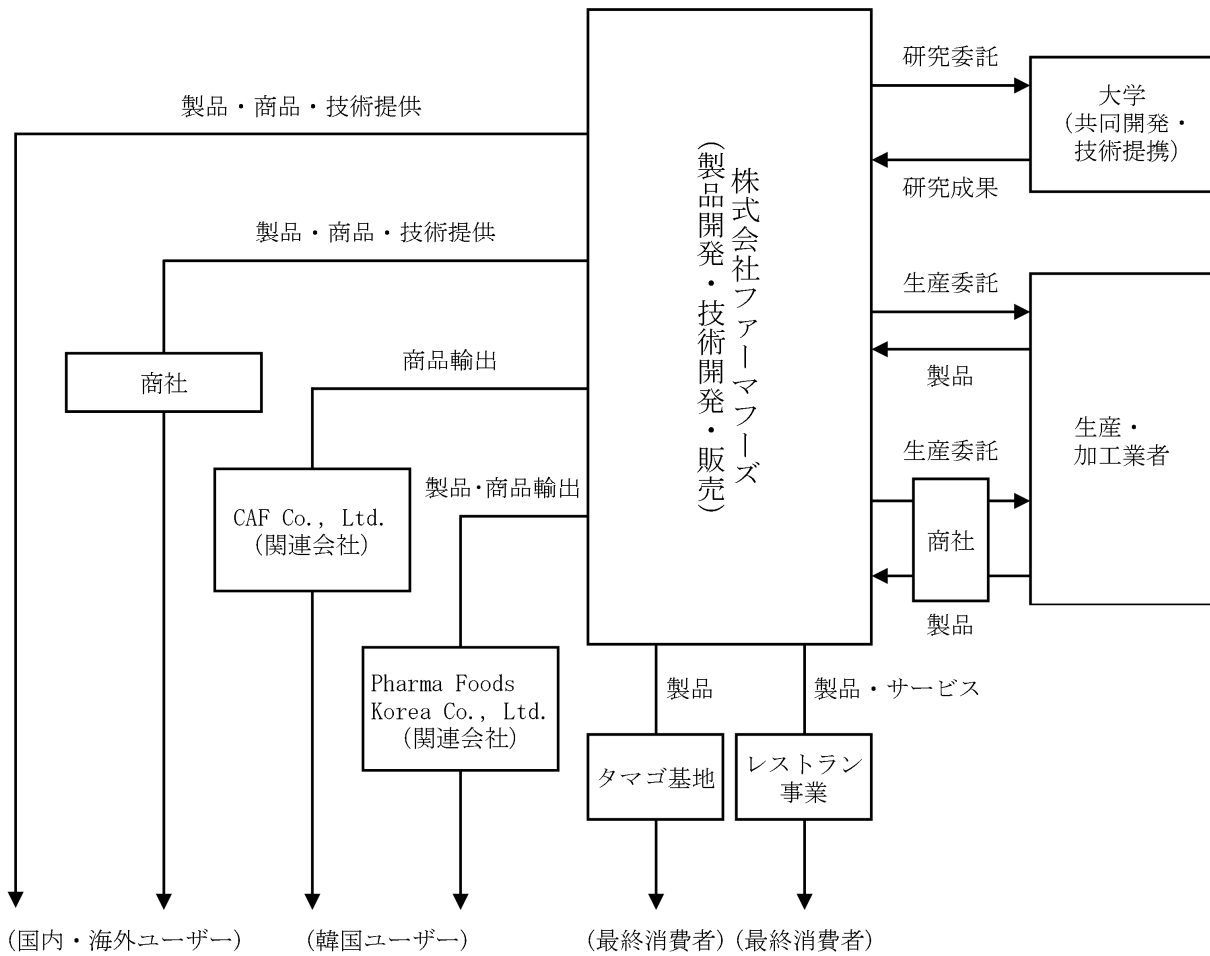 研究委託
大学
(共同開発・
技術提携)
研究成果
製品・商品・技術提供
製品・商品・技術提供
株式会社ファーマフーズ
(製品開発・技術開発・販売)
生産委託
製品
生産・
加工業者
生産委託
商社
製品
商社
商品輸出
CAF Co., Ltd.
(関連会社)
製品・商品輸出
Pharma Foods
Korea Co., Ltd.
(関連会社)
製品
製品・サービス
タマゴ基地
レストラン
事業
(国内・海外ユーザー)
(韓国ユーザー)
(最終消費者)
(最終消費者)